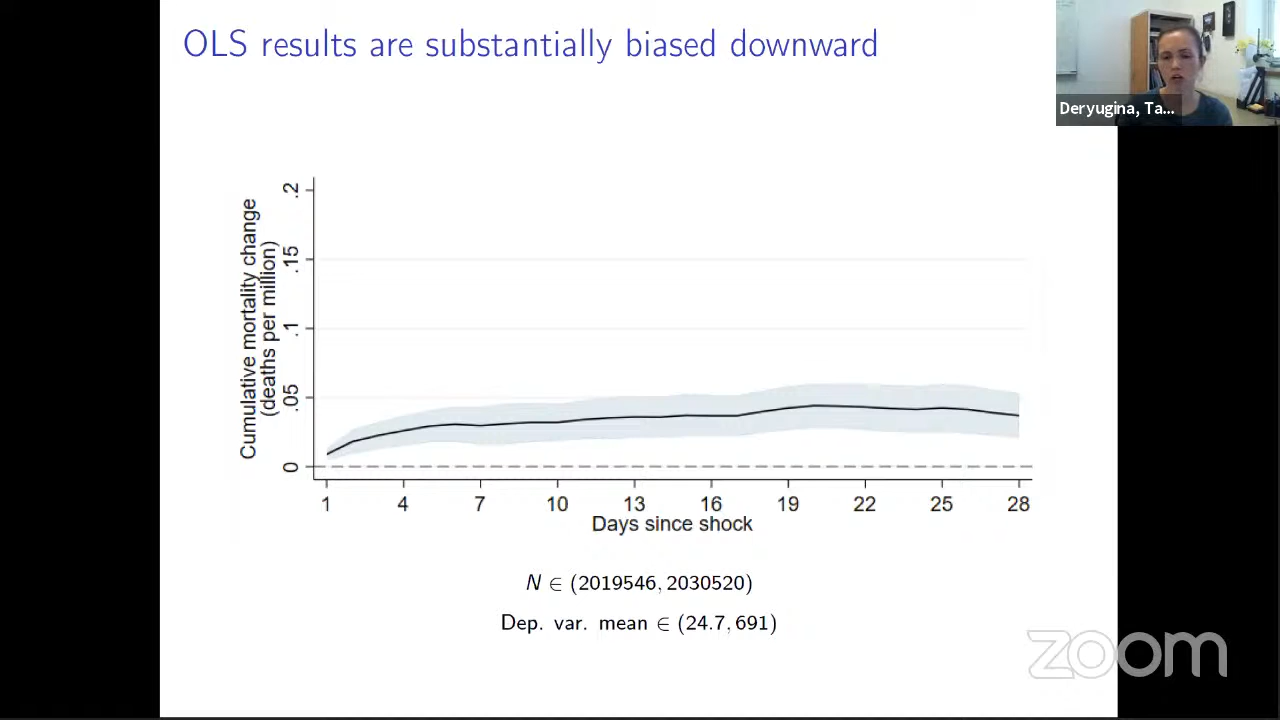 OLS results are substantially biased downward
Deryugina, Ta...
Cumulative mortality change
(deaths per million)
.2
.15
.1
.05
0
1 4 7 10 13 16 19 22 25 28
Days since shock
N ∈ (2019546, 2030520)
Dep. var. mean ∈ (24.7, 691)
zoom